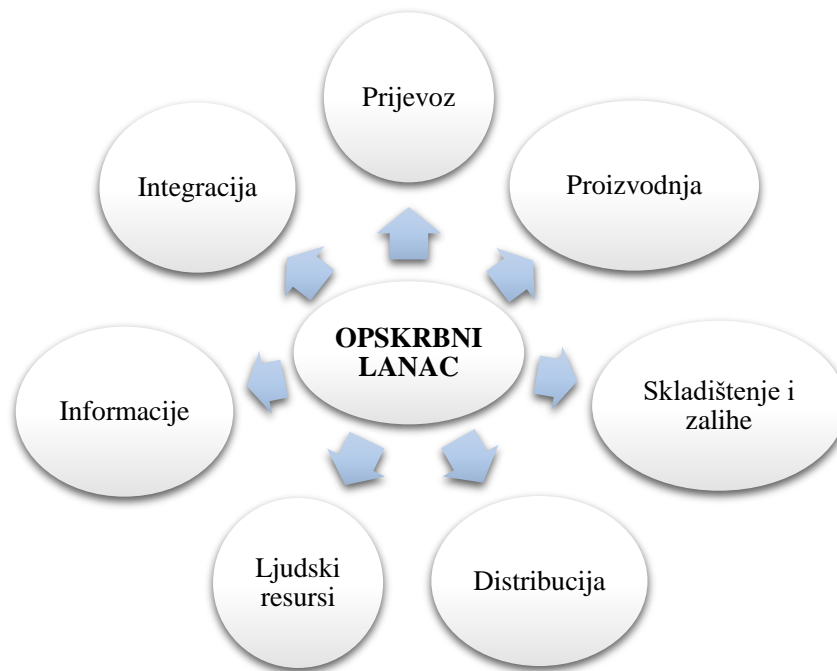 Prijevoz
Integracija
Proizvodnja
OPSKRBNI
LANAC
Informacije
Skladištenje i
zalihe
Ljudski
resursi
Distribucija